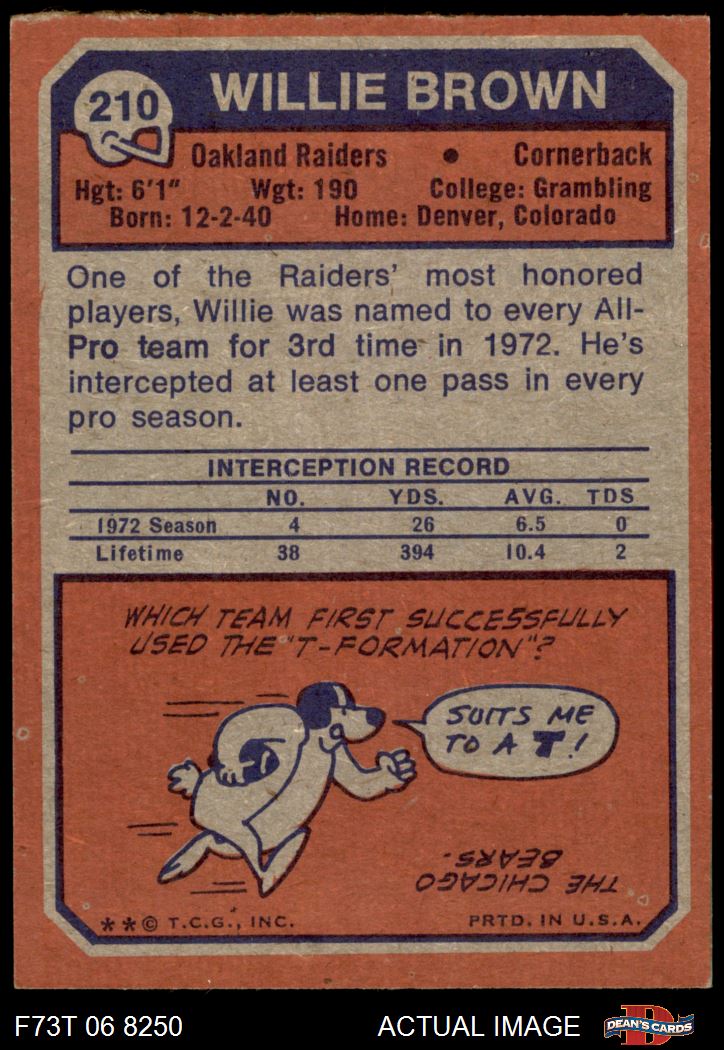 210
WILLIE BROWN
Oakland Raiders • Cornerback
Hgt: 6'1" Wgt: 190 College: Grambling
Born: 12-2-40 Home: Denver, Colorado
One of the Raiders' most honored
players, Willie was named to every All-
Pro team for 3rd time in 1972. He's
intercepted at least one pass in every
pro season.
INTERCEPTION RECORD
NO. YDS. AVG. TDS
1972 Season 4 26 6.5 0
Lifetime 38 394 10.4 2
WHICH TEAM FIRST SUCCESSFULLY
USED THE "T-FORMATION"?
SUITS ME
TO A T!
THE CHICAGO
BEARS.
**© T.C.G., INC. PRTD. IN U.S.A.
F73T 06 8250 ACTUAL IMAGE D DEAN'S CARDS